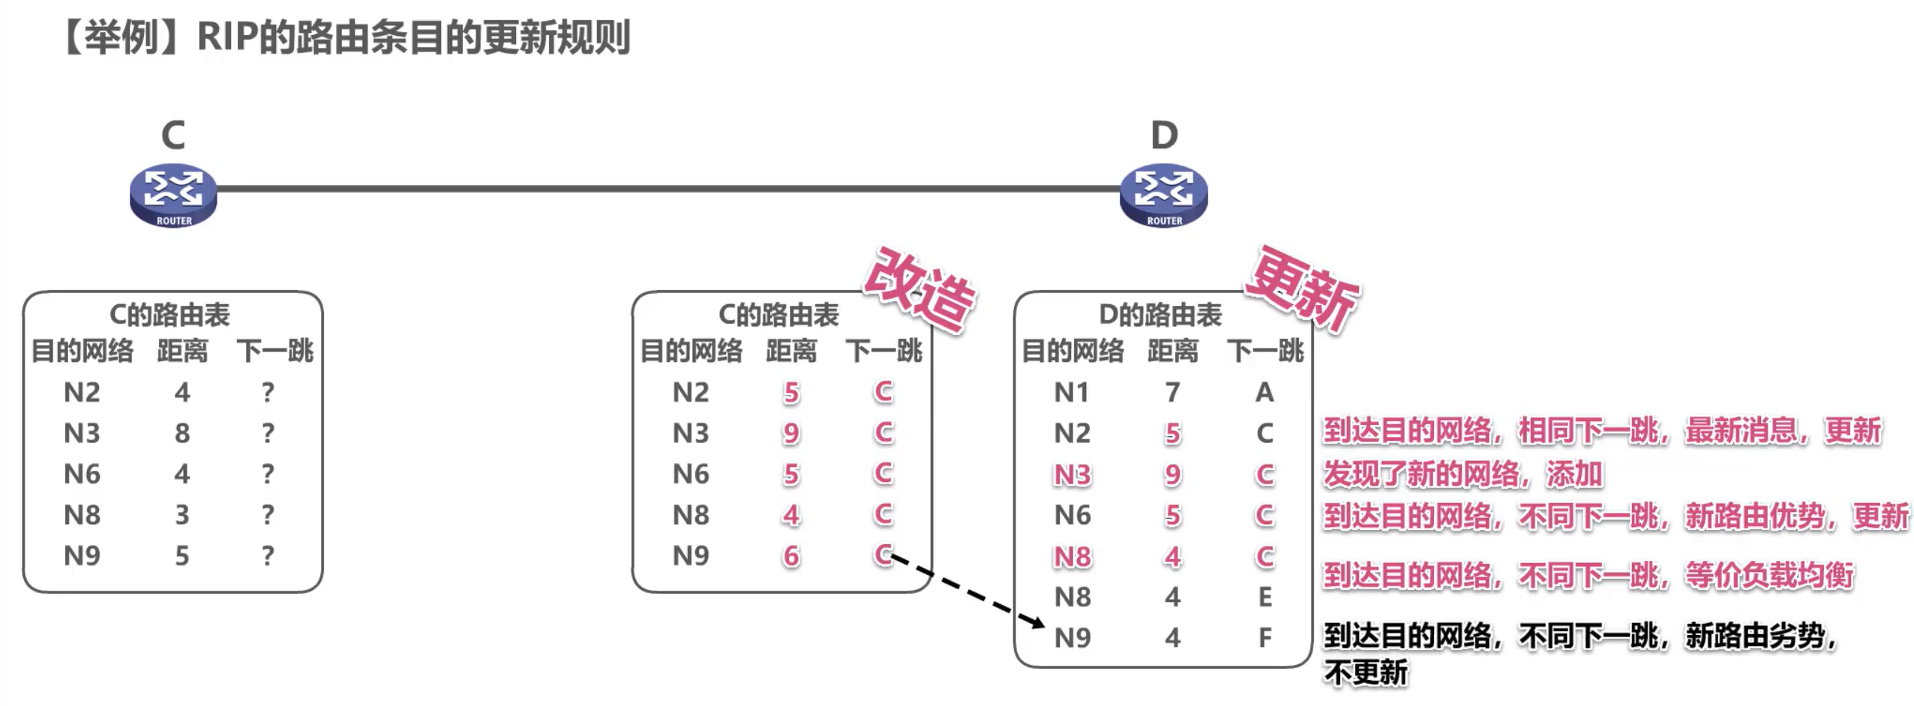 【举例】RIP的路由条目的更新规则
C
D
ROUTER
ROUTER
改造
更新
C的路由表
目的网络 距离 下一跳
N2 4 ?
N3 8 ?
N6 4 ?
N8 3 ?
N9 5 ?
C的路由表
目的网络 距离 下一跳
N2 5 C
N3 9 C
N6 5 C
N8 4 C
N9 6 C
D的路由表
目的网络 距离 下一跳
N1 7 A
N2 5 C
N3 9 C
N6 5 C
N8 4 C
N8 4 E
N9 4 F
到达目的网络，相同下一跳，最新消息，更新
发现了新的网络，添加
到达目的网络，不同下一跳，新路由优势，更新
到达目的网络，不同下一跳，等价负载均衡
到达目的网络，不同下一跳，新路由劣势，
不更新